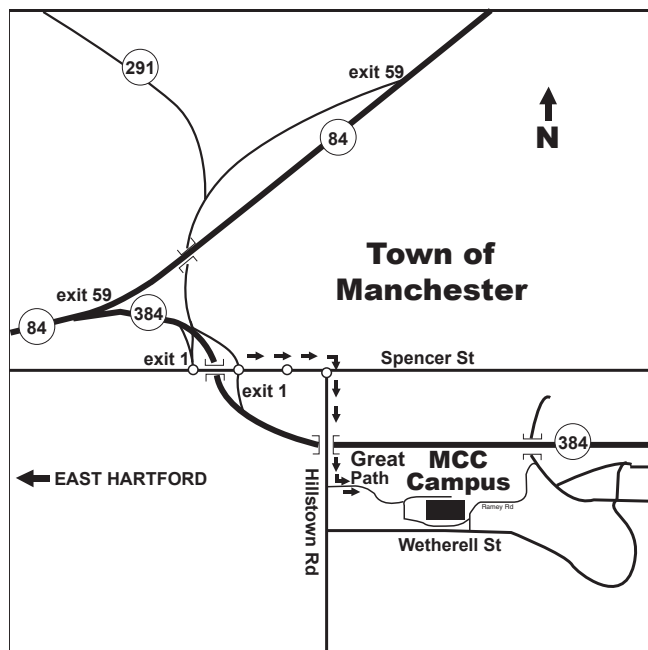 291
exit 59
84
N
Town of
Manchester
exit 59
384
84
exit 1
Spencer St
exit 1
384
Great
Path
MCC
Campus
EAST HARTFORD
Hillstown Rd
Ramey Rd
Wetherell St